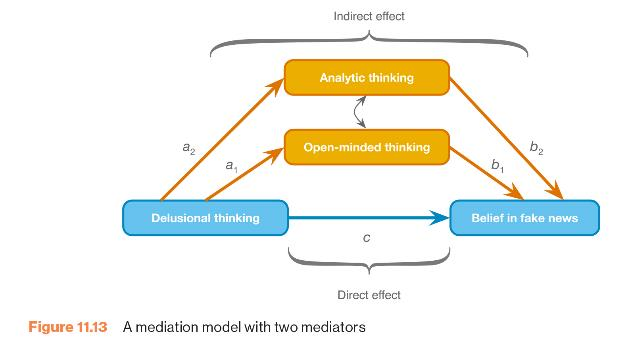 Indirect effect
Analytic thinking
Open-minded thinking
a2
a1
b1
b2
Delusional thinking
Belief in fake news
c
Direct effect
Figure 11.13 A mediation model with two mediators